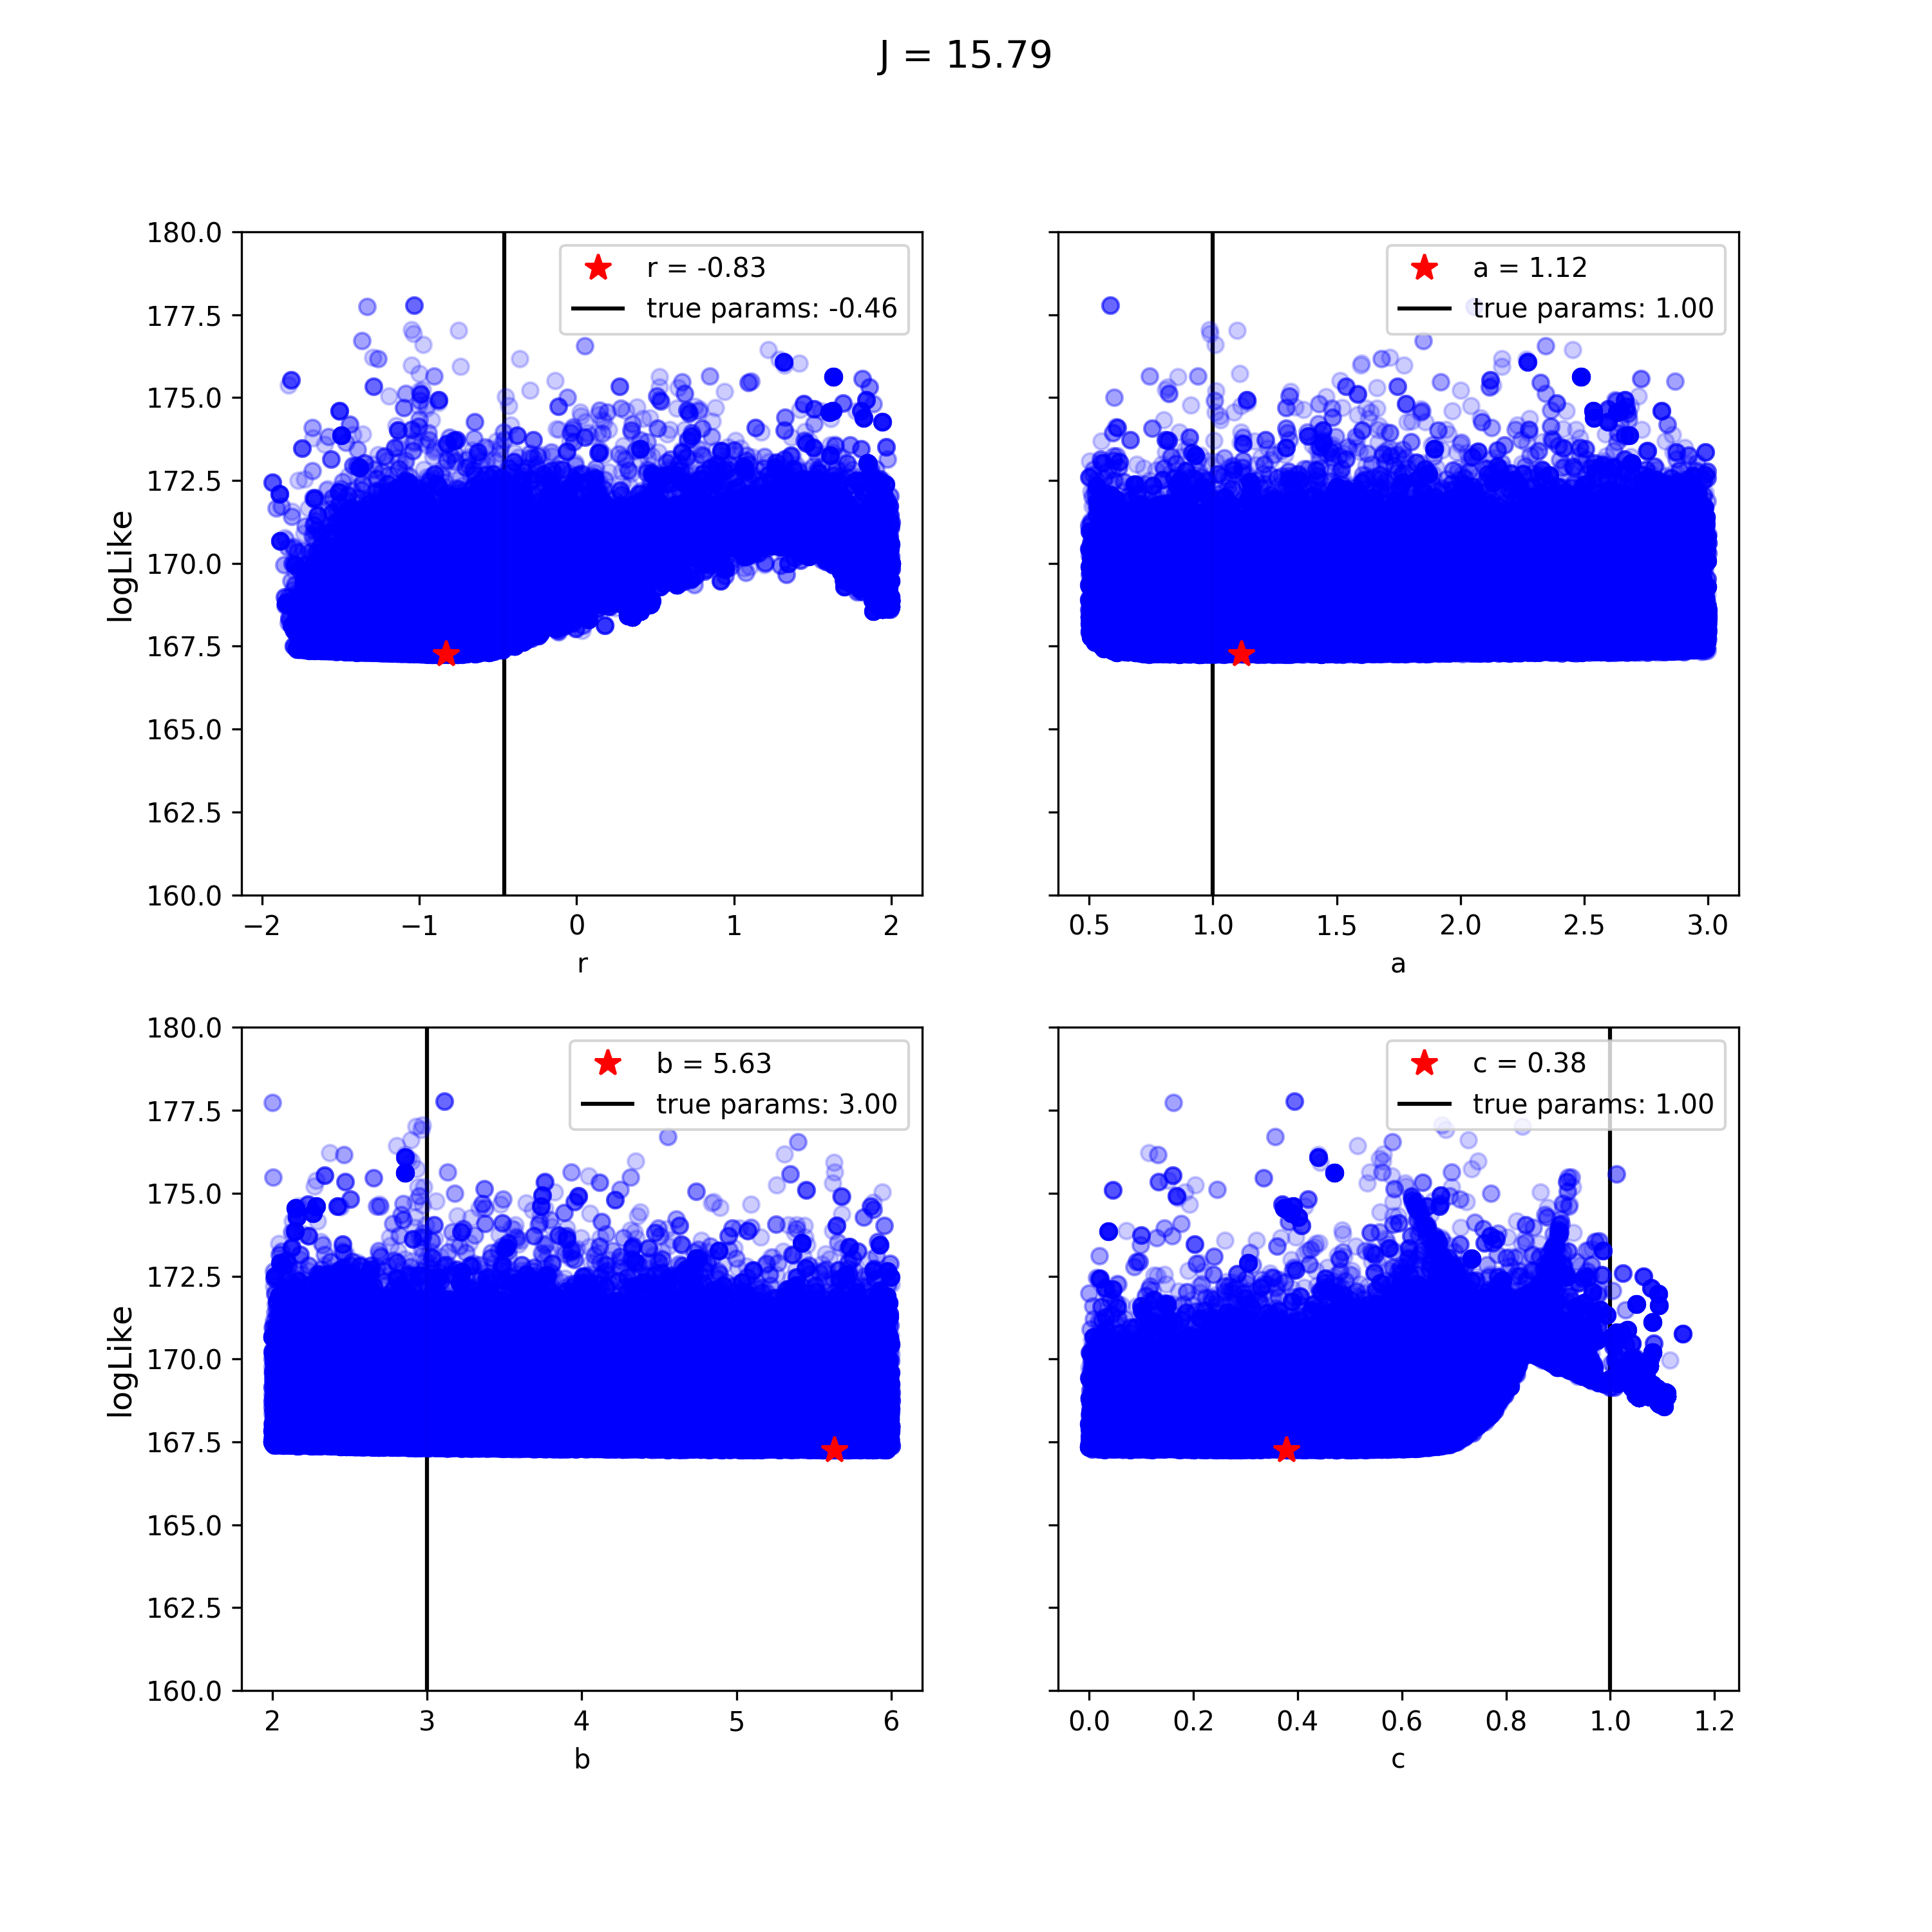 J = 15.79
r = -0.83
true params: -0.46
a = 1.12
true params: 1.00
180.0
177.5
175.0
172.5
170.0
167.5
165.0
162.5
160.0
logLike
−2
−1
0
1
2
r
0.5
1.0
1.5
2.0
2.5
3.0
a
b = 5.63
true params: 3.00
c = 0.38
true params: 1.00
180.0
177.5
175.0
172.5
170.0
167.5
165.0
162.5
160.0
logLike
2
3
4
5
6
b
0.0
0.2
0.4
0.6
0.8
1.0
1.2
c